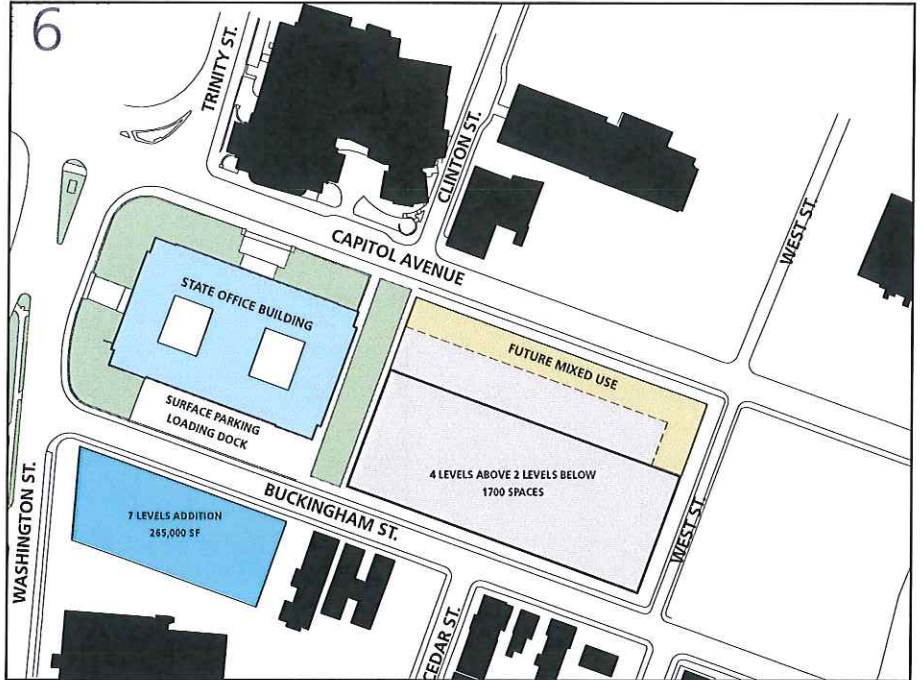 6
TRINITY ST.
CLINTON ST.
WEST ST.
CAPITOL AVENUE
STATE OFFICE BUILDING
FUTURE MIXED USE
SURFACE PARKING
LOADING DOCK
4 LEVELS ABOVE 2 LEVELS BELOW
1700 SPACES
WASHINGTON ST.
7 LEVELS ADDITION
265,000 SF
BUCKINGHAM ST.
WEST ST.
CEDAR ST.